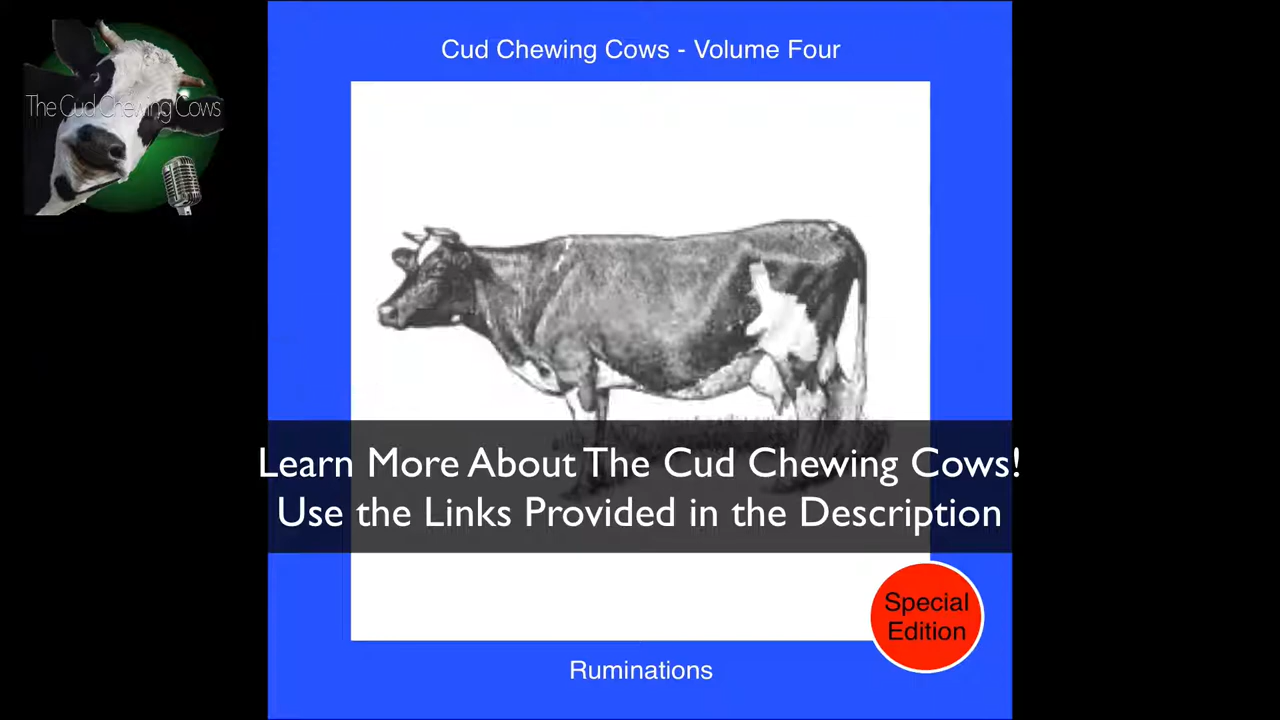 Cud Chewing Cows - Volume Four
The Cud Chewing Cows
Learn More About The Cud Chewing Cows!
Use the Links Provided in the Description
Special
Edition
Ruminations